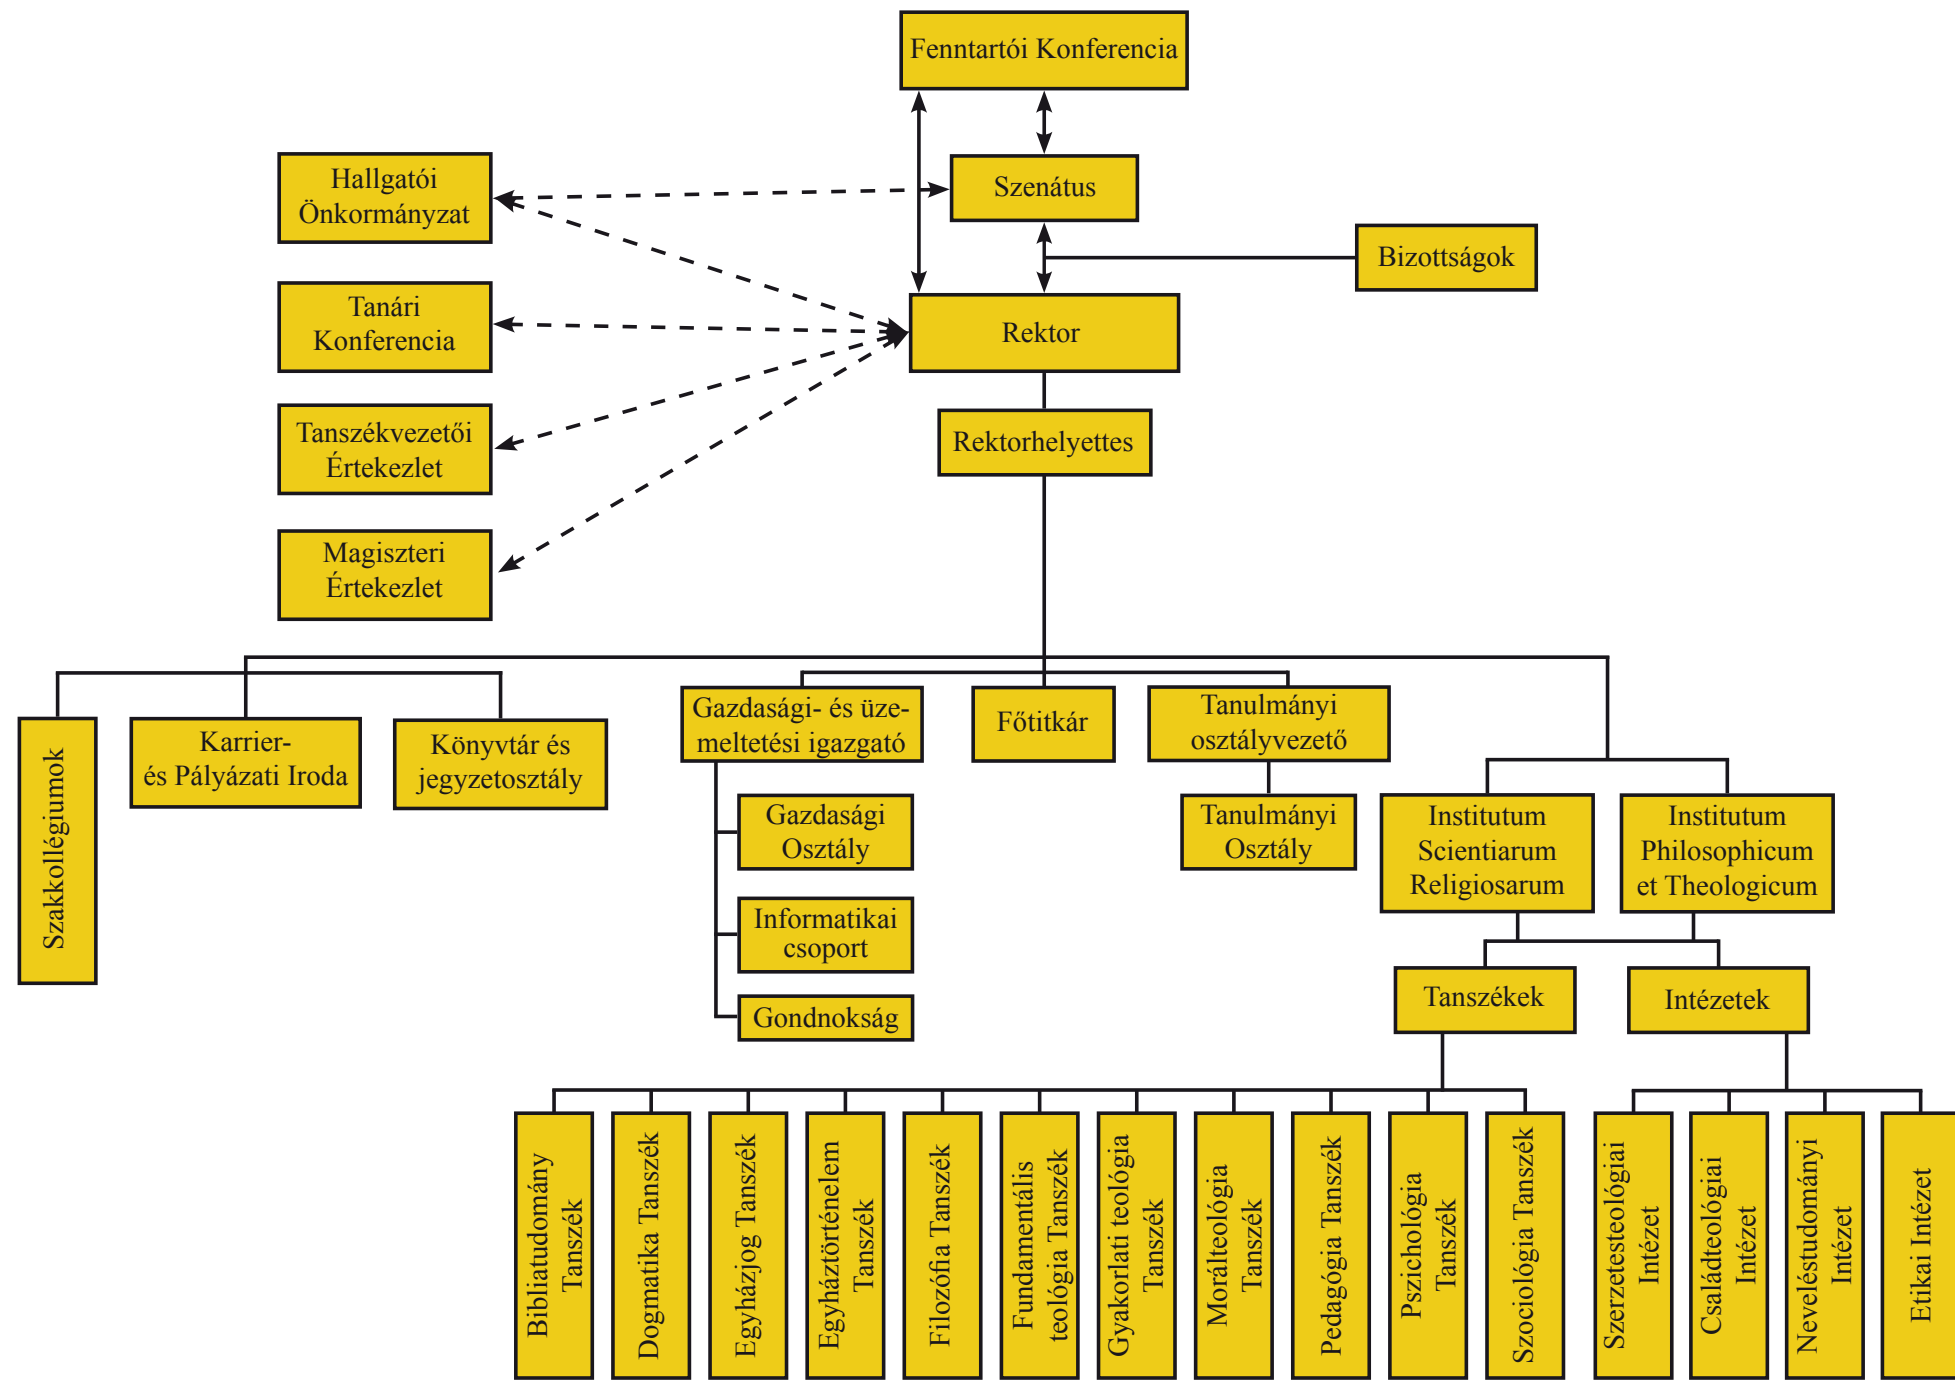 Fenntartói Konferencia
Hallgatói
Önkormányzat
Szenátus
Bizottságok
Tanári
Konferencia
Rektor
Tanszékvezetői
Értekezlet
Rektorhelyettes
Magiszteri
Értekezlet
Szakkollégiumok
Karrier-
és Pályázati Iroda
Könyvtár és
jegyzetosztály
Gazdasági- és üze-
meltetési igazgató
Főtitkár
Tanulmányi
osztályvezető
Gazdasági
Osztály
Informatikai
csoport
Gondnokság
Tanulmányi
Osztály
Institutum
Scientiarum
Religiosarum
Institutum
Philosophicum
et Theologicum
Tanszékek
Intézetek
Bibliatudomány
Tanszék
Dogmatika Tanszék
Egyházjog Tanszék
Egyháztörténelem
Tanszék
Filozófia Tanszék
Fundamentális
teológia Tanszék
Gyakorlati teológia
Tanszék
Morálteológia
Tanszék
Pedagógia Tanszék
Pszichológia
Tanszék
Szociológia Tanszék
Szerzetesteológiai
Intézet
Családteológiai
Intézet
Neveléstudományi
Intézet
Etikai Intézet